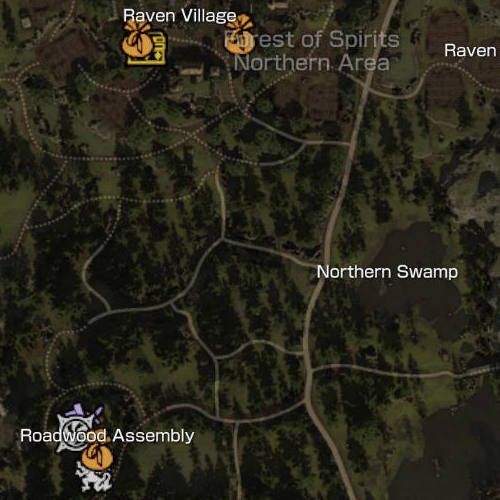 Raven Village
Forest of Spirits
Northern Area
Raven
Northern Swamp
Roadwood Assembly